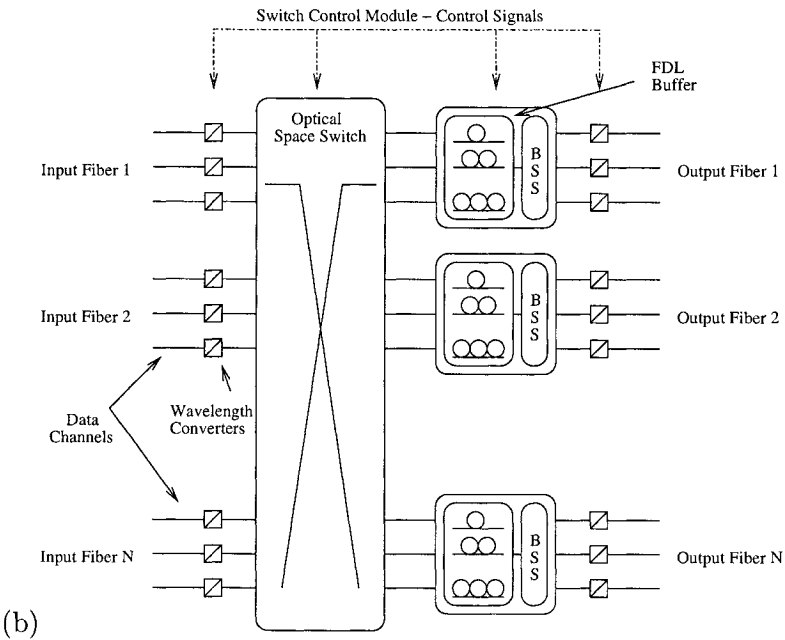 Switch Control Module – Control Signals
FDL
Buffer
Optical
Space Switch
Input Fiber 1
B
S
S
Output Fiber 1
Input Fiber 2
B
S
S
Output Fiber 2
Data
Channels
Wavelength
Converters
Input Fiber N
B
S
S
Output Fiber N
(b)